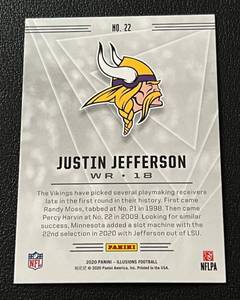 NO. 22
JUSTIN JEFFERSON
WR • 18
The Vikings have picked several playmaking receivers
late in the first round in their history. First came
Randy Moss, tabbed at No. 21 in 1998. Then came
Percy Harvin at No. 22 in 2009. Looking for similar
success, Minnesota added a slot machine with the
22nd selection in 2020 with Jefferson out of LSU.
PANINI
2020 PANINI - ILLUSIONS FOOTBALL
© 2020 Panini America, Inc. Printed in the USA.
NFL
NFLPA